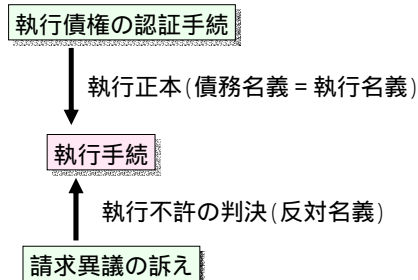 執行債権の認証手続
執行正本(債務名義=執行名義)
執行手続
執行不許の判決(反対名義)
請求異議の訴え